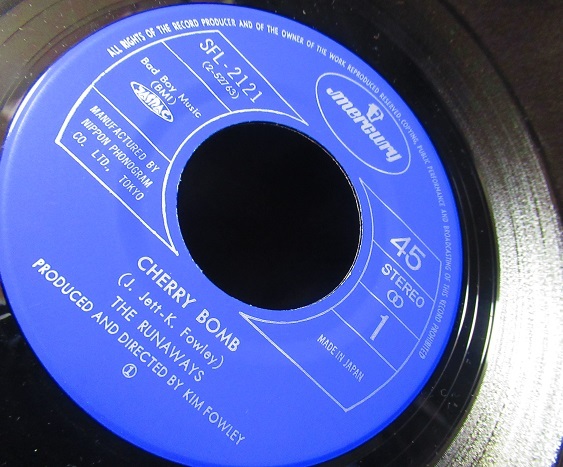 ALL RIGHTS OF THE RECORD PRODUCER AND OF THE OWNER OF THE WORK REPRODUCED RESERVED. COPYING, PUBLIC PERFORMANCE AND BROADCASTING OF THE RECORD PROHIBITED
SFL-2121
(2-52763)
Bad Boy Music
(BMI)
MANUFACTURED BY
NIPPON PHONOGRAM
CO. LTD., TOKYO
mercury
45
STEREO
1
MADE IN JAPAN
CHERRY BOMB
(J. Jett-K. Fowley)
THE RUNAWAYS
PRODUCED AND DIRECTED BY KIM FOWLEY
①